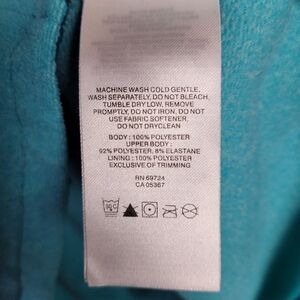 MACHINE WASH COLD GENTLE,
WASH SEPARATELY, DO NOT BLEACH,
TUMBLE DRY LOW, REMOVE
PROMPTLY, DO NOT IRON, DO NOT
USE FABRIC SOFTENER,
DO NOT DRYCLEAN
BODY : 100% POLYESTER
UPPER BODY :
92% POLYESTER, 8% ELASTANE
LINING : 100% POLYESTER
EXCLUSIVE OF TRIMMING
RN 69724
CA 05367